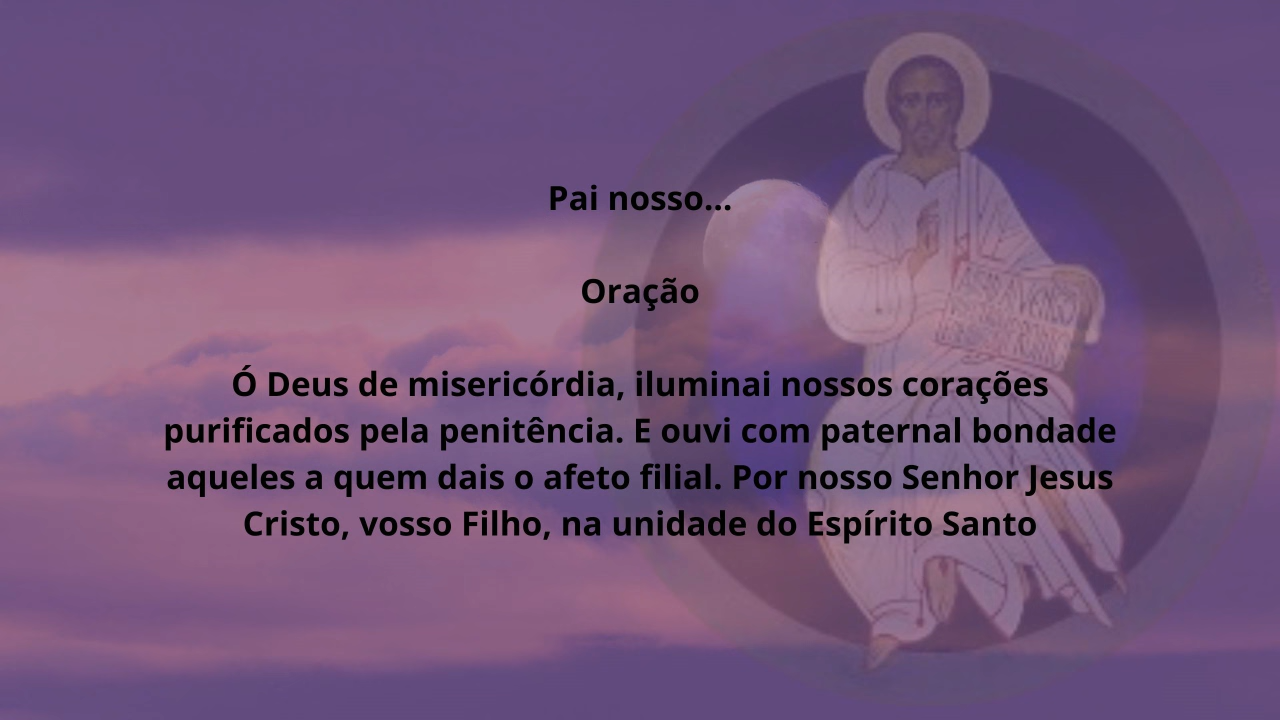 Pai nosso...
Oração
Ó Deus de misericórdia, iluminai nossos corações
purificados pela penitência. E ouvi com paternal bondade
aqueles a quem dais o afeto filial. Por nosso Senhor Jesus
Cristo, vosso Filho, na unidade do Espírito Santo